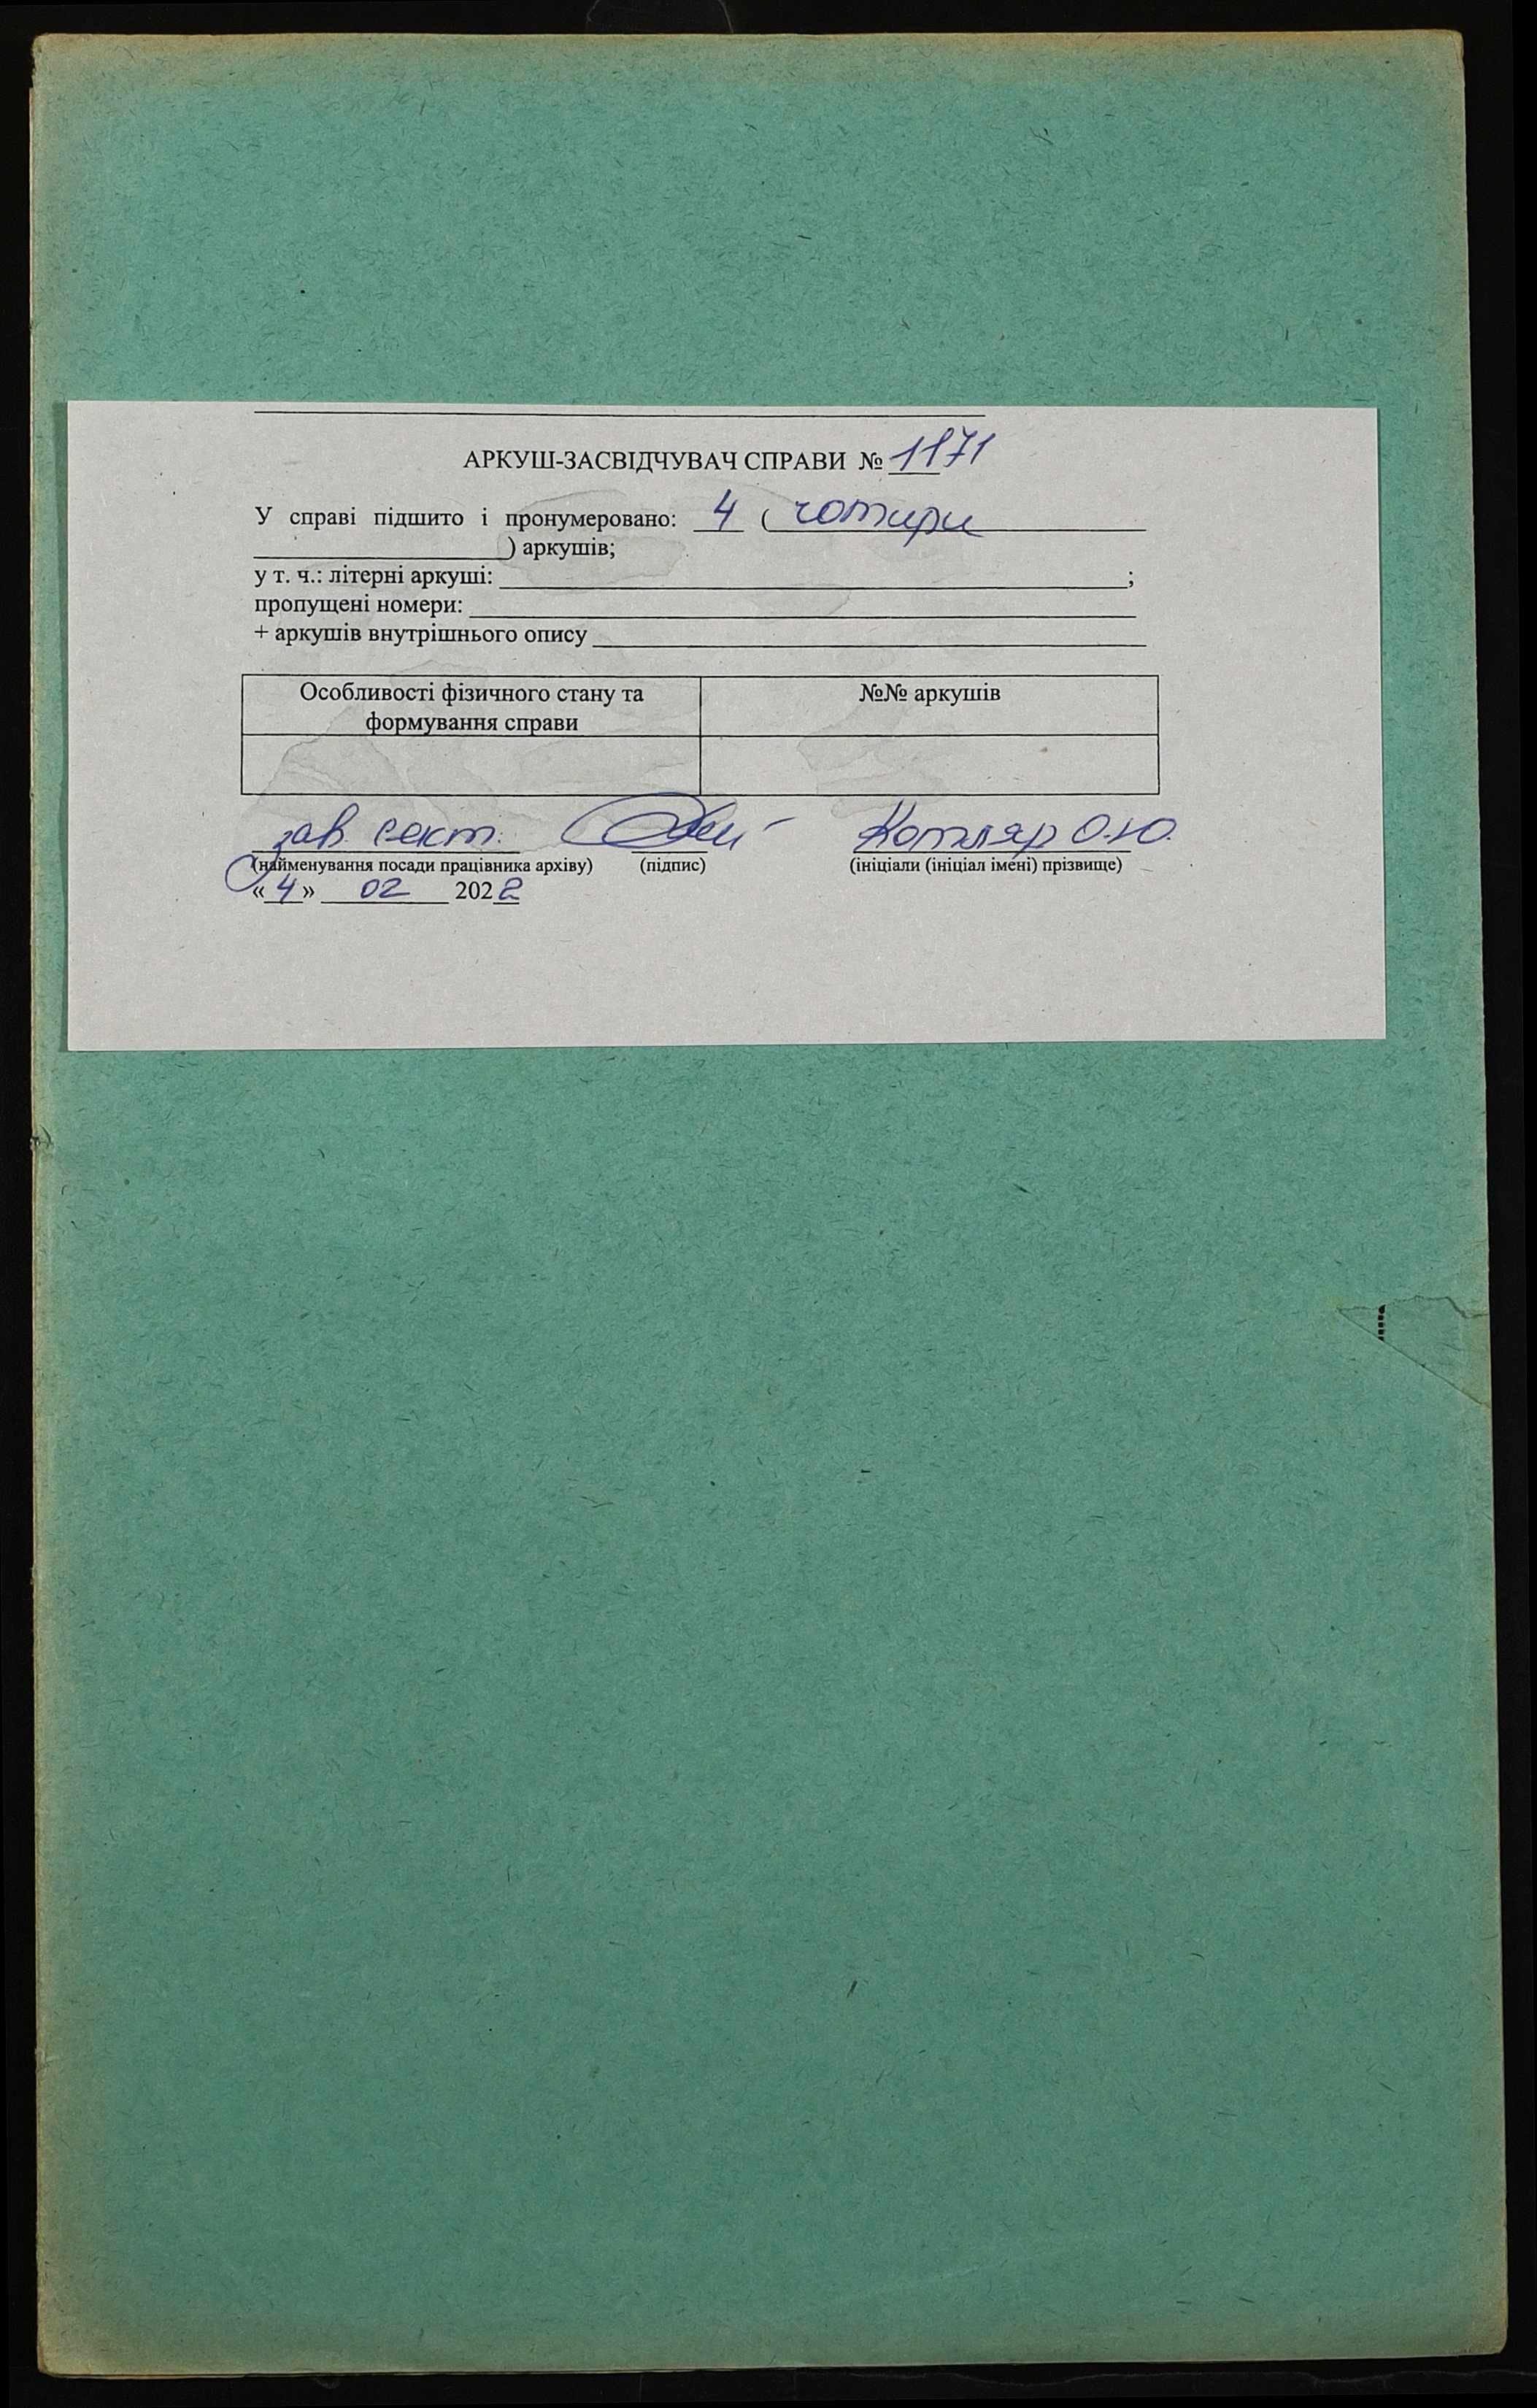 АРКУШ-ЗАСВІДЧУВАЧ СПРАВИ № 1171
У справі підшито і пронумеровано: 4 ( чотири
) аркушів;
у т. ч.: літерні аркуші: ;
пропущені номери:
+ аркушів внутрішнього опису
Особливості фізичного стану та формування справи | №№ аркушів
зав. сект. Котляр О.Ю.
(найменування посади працівника архіву) (підпис) (ініціали (ініціал імені) прізвище)
«4» 02 2022